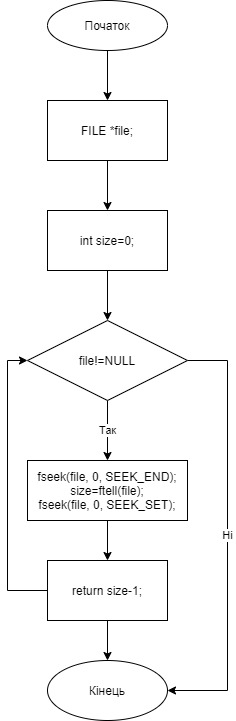 Початок
FILE *file;
int size=0;
file!=NULL
Так
fseek(file, 0, SEEK_END);
size=ftell(file);
fseek(file, 0, SEEK_SET);
Ні
return size-1;
Кінець